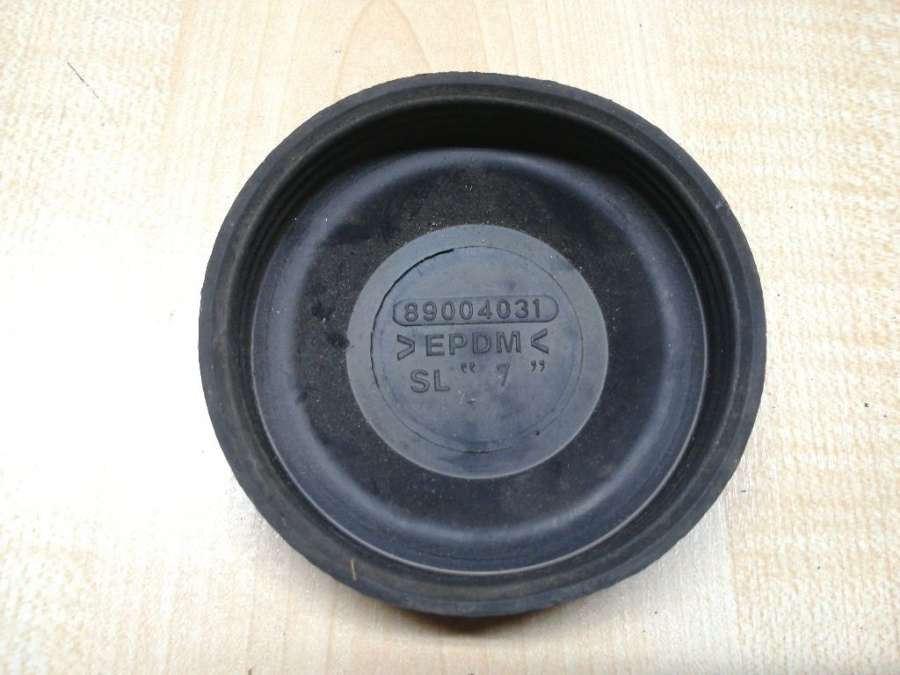 89004031
>EPDM<
SL “ 7 ”